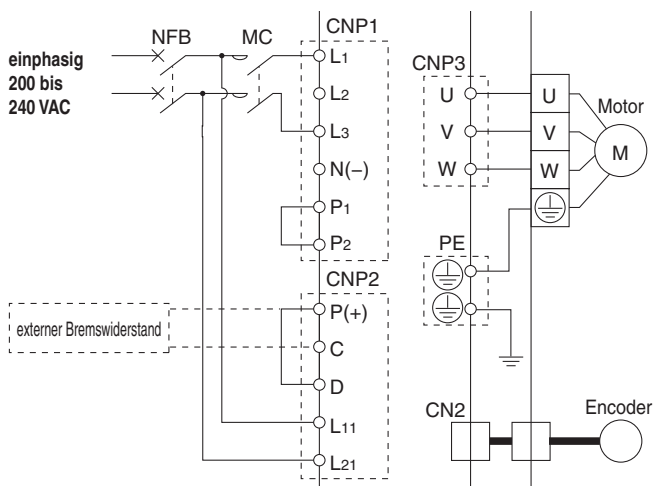 NFB
MC
CNP1
einphasig
200 bis
240 VAC
L1
L2
L3
N(−)
P1
P2
CNP2
externer Bremswiderstand
P(+)
C
D
L11
L21
CNP3
U
V
W
U
V
W
Motor
M
PE
CN2
Encoder